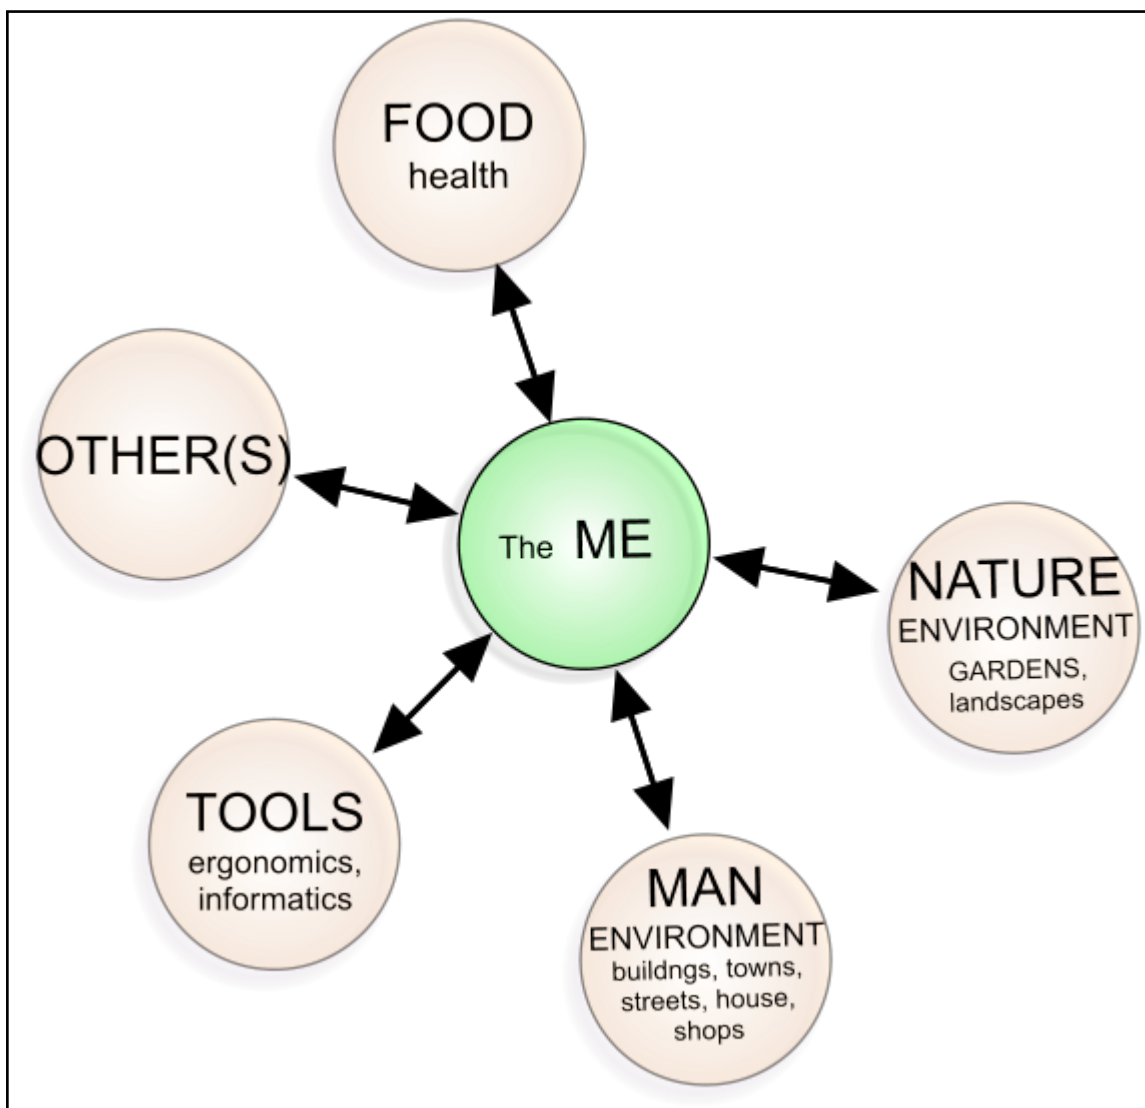 FOOD
health
OTHER(S)
The ME
NATURE
ENVIRONMENT
GARDENS,
landscapes
TOOLS
ergonomics,
informatics
MAN
ENVIRONMENT
buildngs, towns,
streets, house,
shops